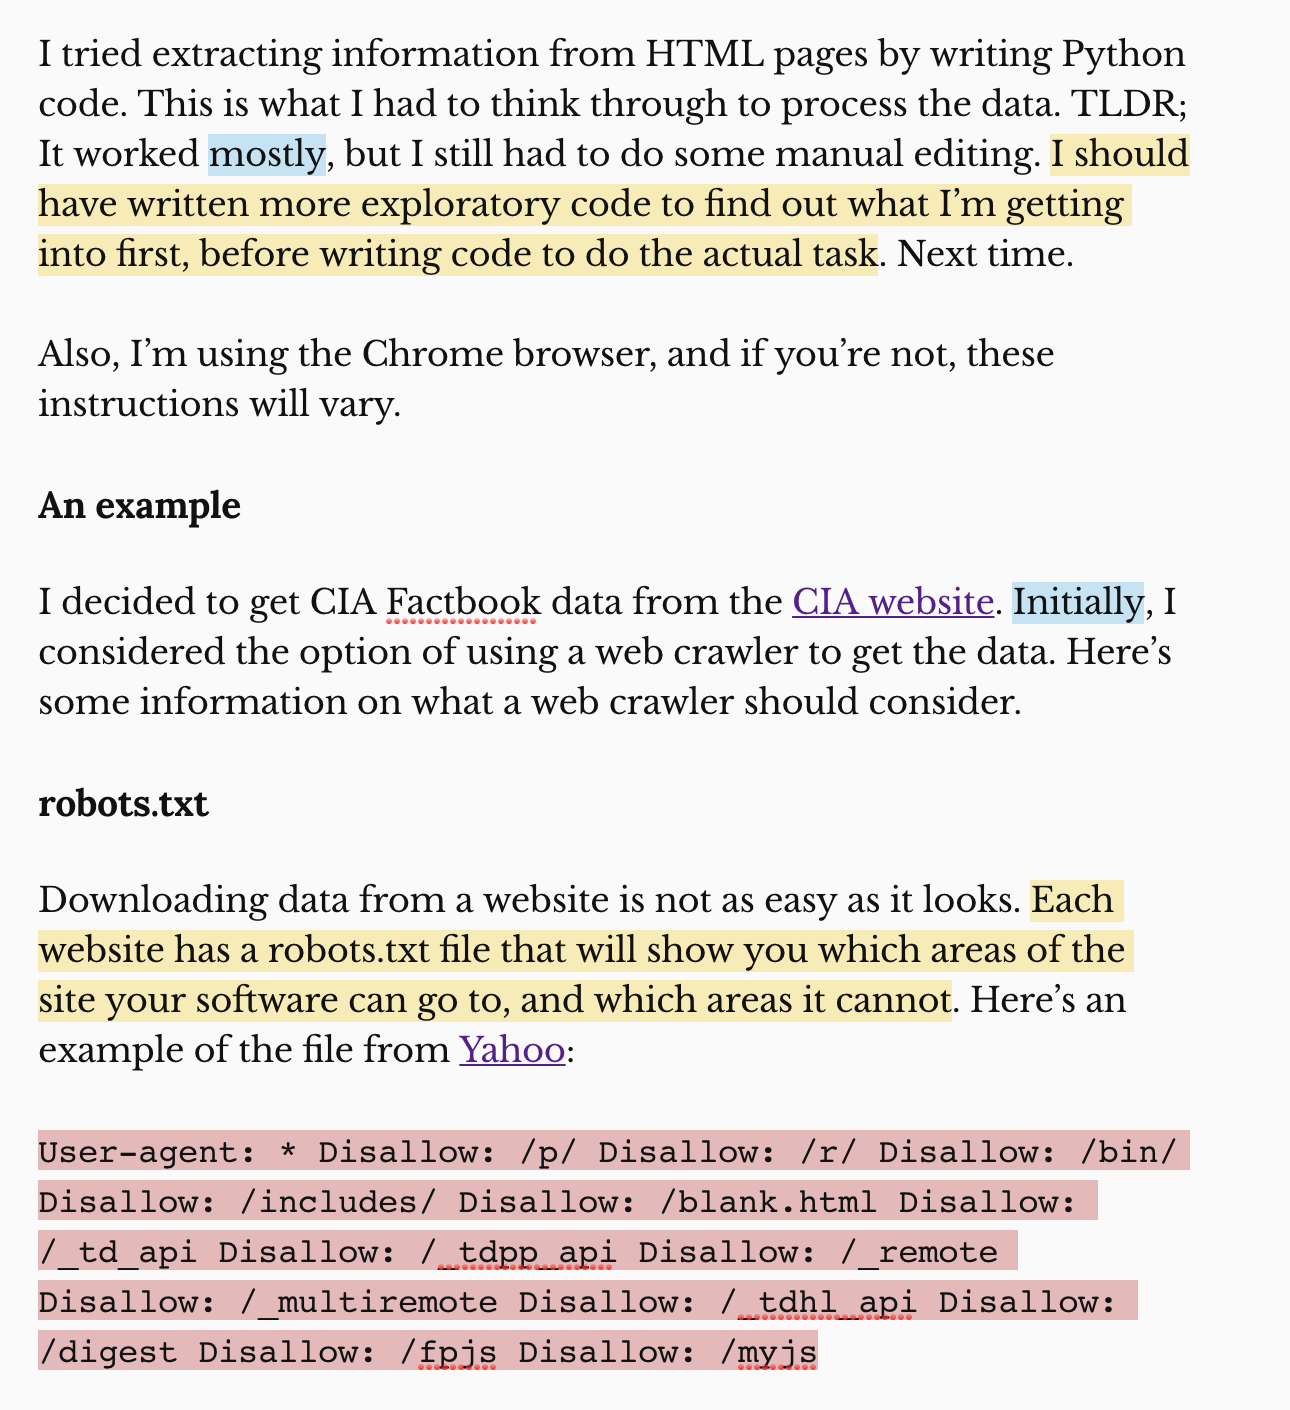 I tried extracting information from HTML pages by writing Python
code. This is what I had to think through to process the data. TLDR;
It worked mostly, but I still had to do some manual editing. I should
have written more exploratory code to find out what I’m getting
into first, before writing code to do the actual task. Next time.
Also, I’m using the Chrome browser, and if you’re not, these
instructions will vary.
An example
I decided to get CIA Factbook data from the CIA website. Initially, I
considered the option of using a web crawler to get the data. Here’s
some information on what a web crawler should consider.
robots.txt
Downloading data from a website is not as easy as it looks. Each
website has a robots.txt file that will show you which areas of the
site your software can go to, and which areas it cannot. Here’s an
example of the file from Yahoo:
User-agent: * Disallow: /p/ Disallow: /r/ Disallow: /bin/
Disallow: /includes/ Disallow: /blank.html Disallow:
/_td_api Disallow: /_tdpp_api Disallow: /_remote
Disallow: /_multiremote Disallow: /_tdhl_api Disallow:
/digest Disallow: /fpjs Disallow: /myjs